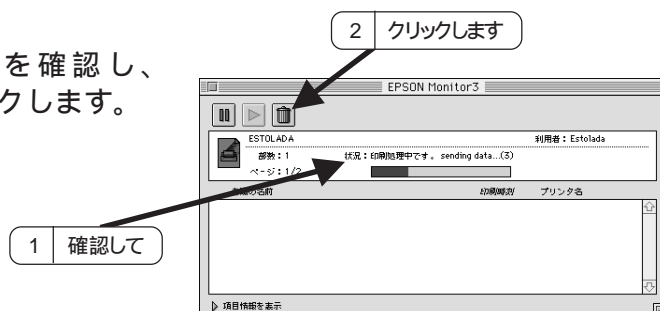 2 クリックします
を確認し、
クします。
EPSON Monitor3
ESTOLADA
利用者：Estolada
部数：1
状況：印刷処理中です。sending data...(3)
ページ：1/2
の名前
印刷時刻
プリンタ名
1 確認して
項目情報を表示